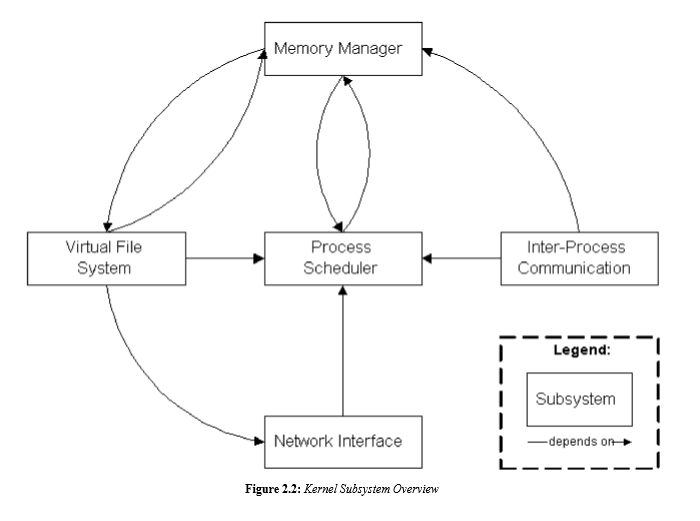 Memory Manager
Virtual File
System
Process
Scheduler
Inter-Process
Communication
Network Interface
Legend:
Subsystem
depends on
Figure 2.2: Kernel Subsystem Overview